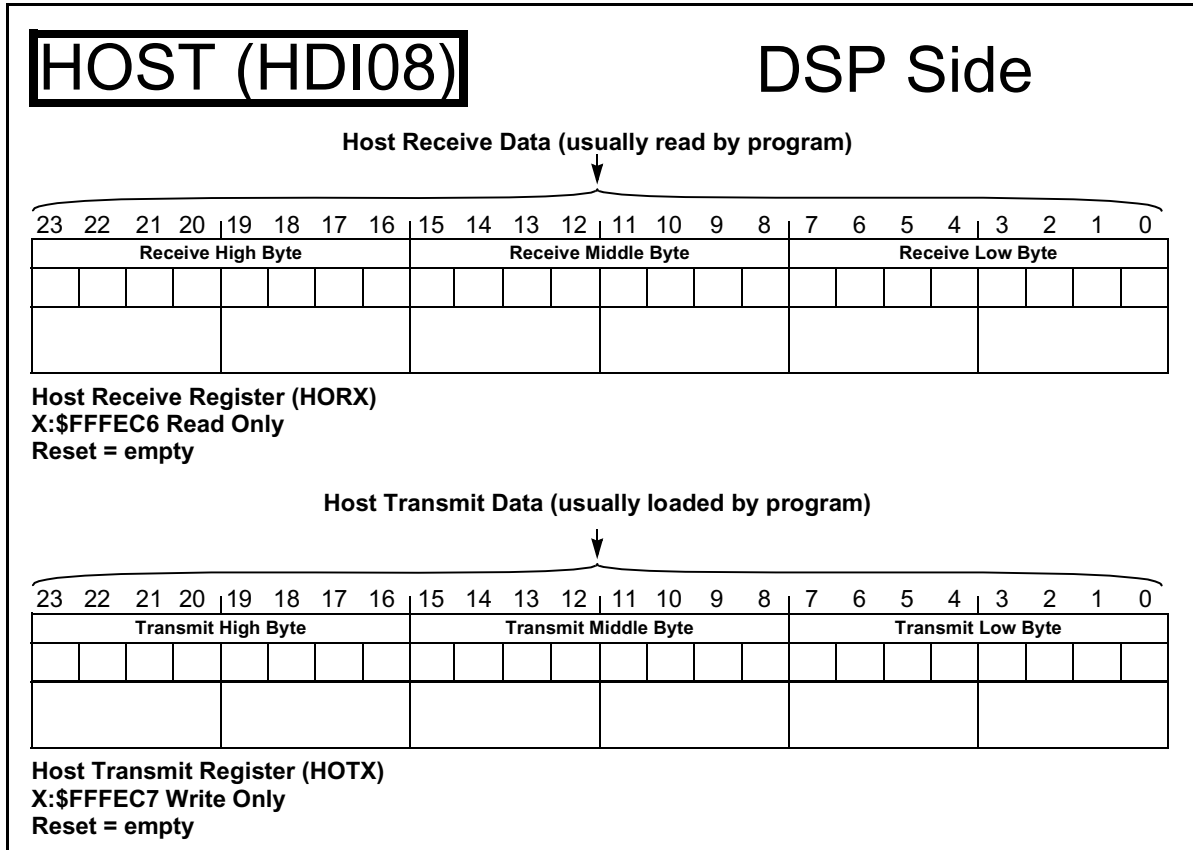 HOST (HDI08) DSP Side
Host Receive Data (usually read by program)
23 22 21 20 19 18 17 16 15 14 13 12 11 10 9 8 7 6 5 4 3 2 1 0
Receive High Byte Receive Middle Byte Receive Low Byte
Host Receive Register (HORX)
X:$FFFEC6 Read Only
Reset = empty
Host Transmit Data (usually loaded by program)
23 22 21 20 19 18 17 16 15 14 13 12 11 10 9 8 7 6 5 4 3 2 1 0
Transmit High Byte Transmit Middle Byte Transmit Low Byte
Host Transmit Register (HOTX)
X:$FFFEC7 Write Only
Reset = empty